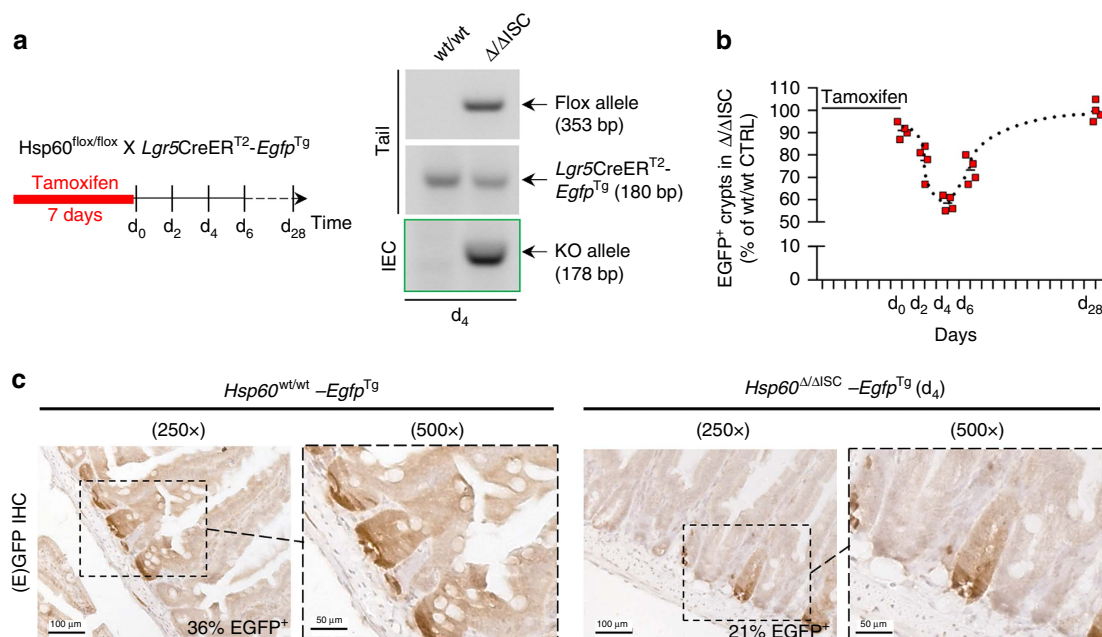 a
Hsp60flox/flox X Lgr5CreERT2-EgfpTg
Tamoxifen
7 days
d0 d2 d4 d6 d28 Time
wt/wt Δ/ΔISC
Tail
IEC
Flox allele
(353 bp)
Lgr5CreERT2-
EgfpTg (180 bp)
KO allele
(178 bp)
d4
b
EGFP+ crypts in Δ/ΔISC
(% of wt/wt CTRL)
110
100
90
80
70
60
50
10
0
Tamoxifen
d0 d2 d4 d6 d28
Days
c
Hsp60wt/wt –EgfpTg
Hsp60Δ/ΔISC –EgfpTg (d4)
(250×) (500×) (250×) (500×)
(E)GFP IHC
100 µm
36% EGFP+
50 µm
100 µm
21% EGFP+
50 µm